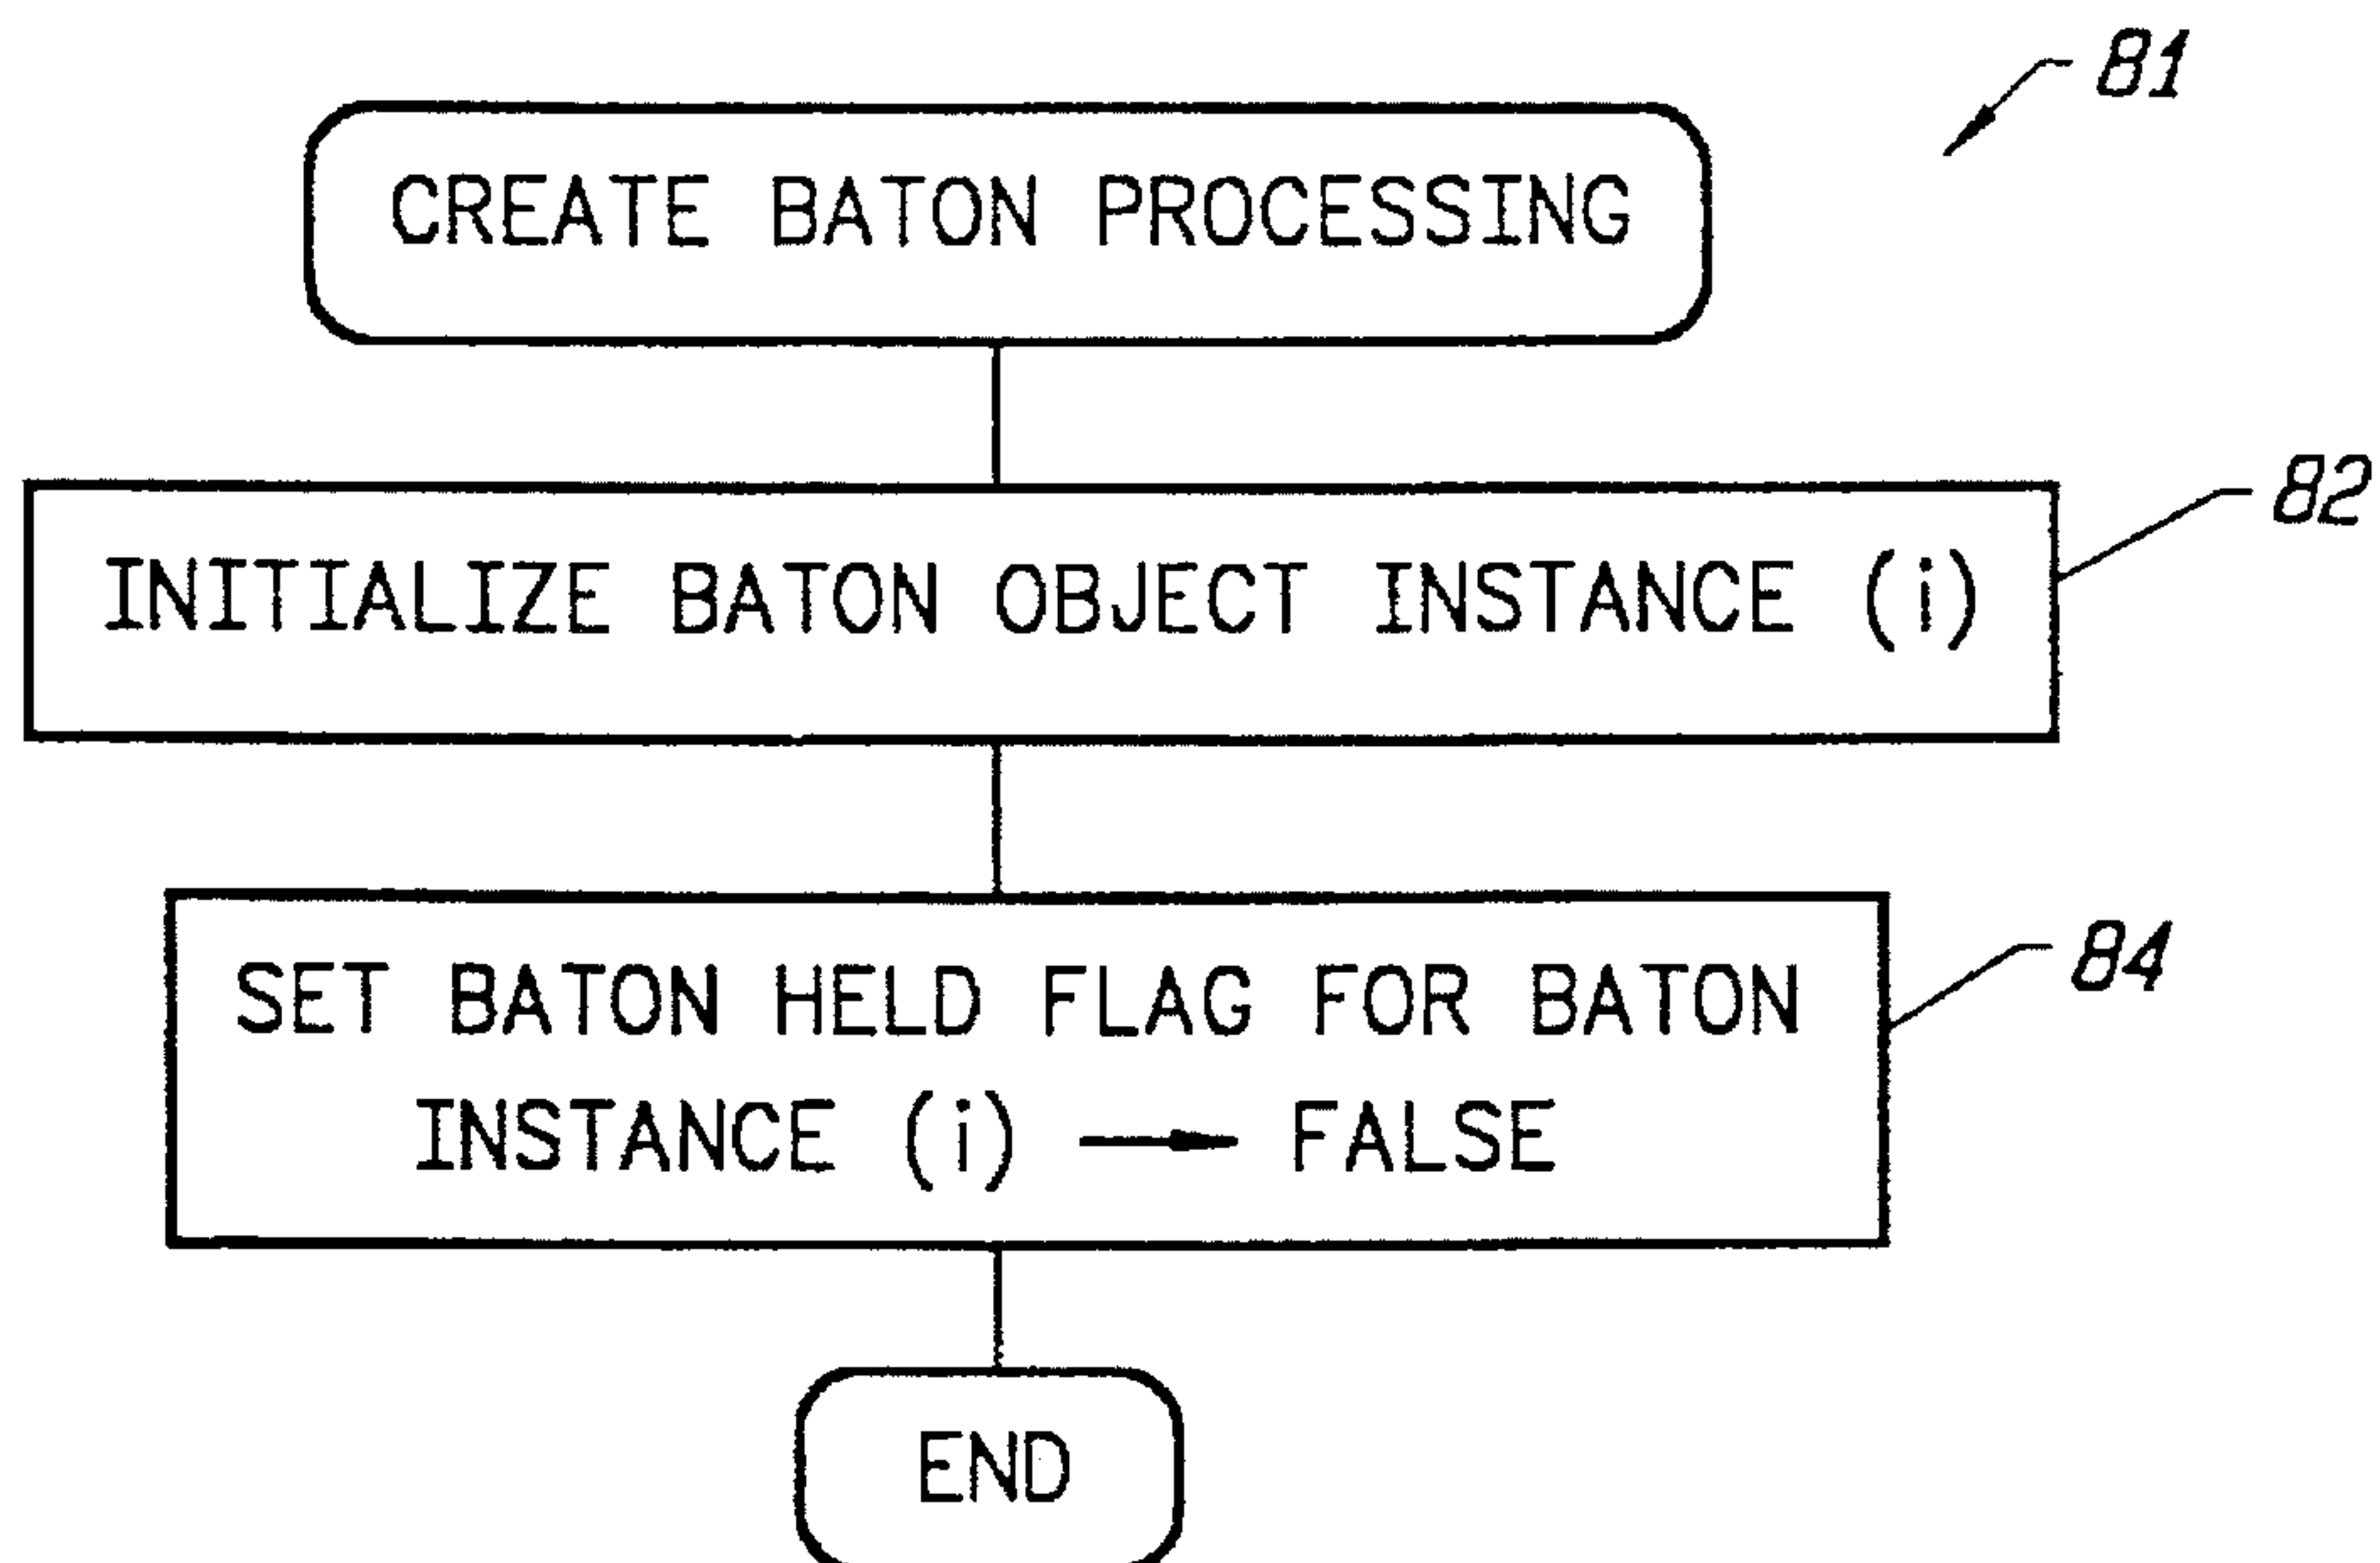 81
CREATE BATON PROCESSING
82
INITIALIZE BATON OBJECT INSTANCE (i)
84
SET BATON HELD FLAG FOR BATON
INSTANCE (i) → FALSE
END